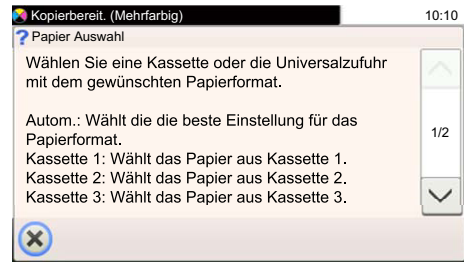 Kopierbereit. (Mehrfarbig) 10:10
? Papier Auswahl
Wählen Sie eine Kassette oder die Universalzufuhr
mit dem gewünschten Papierformat.
Autom.: Wählt die die beste Einstellung für das
Papierformat.
1/2
Kassette 1: Wählt das Papier aus Kassette 1.
Kassette 2: Wählt das Papier aus Kassette 2.
Kassette 3: Wählt das Papier aus Kassette 3.